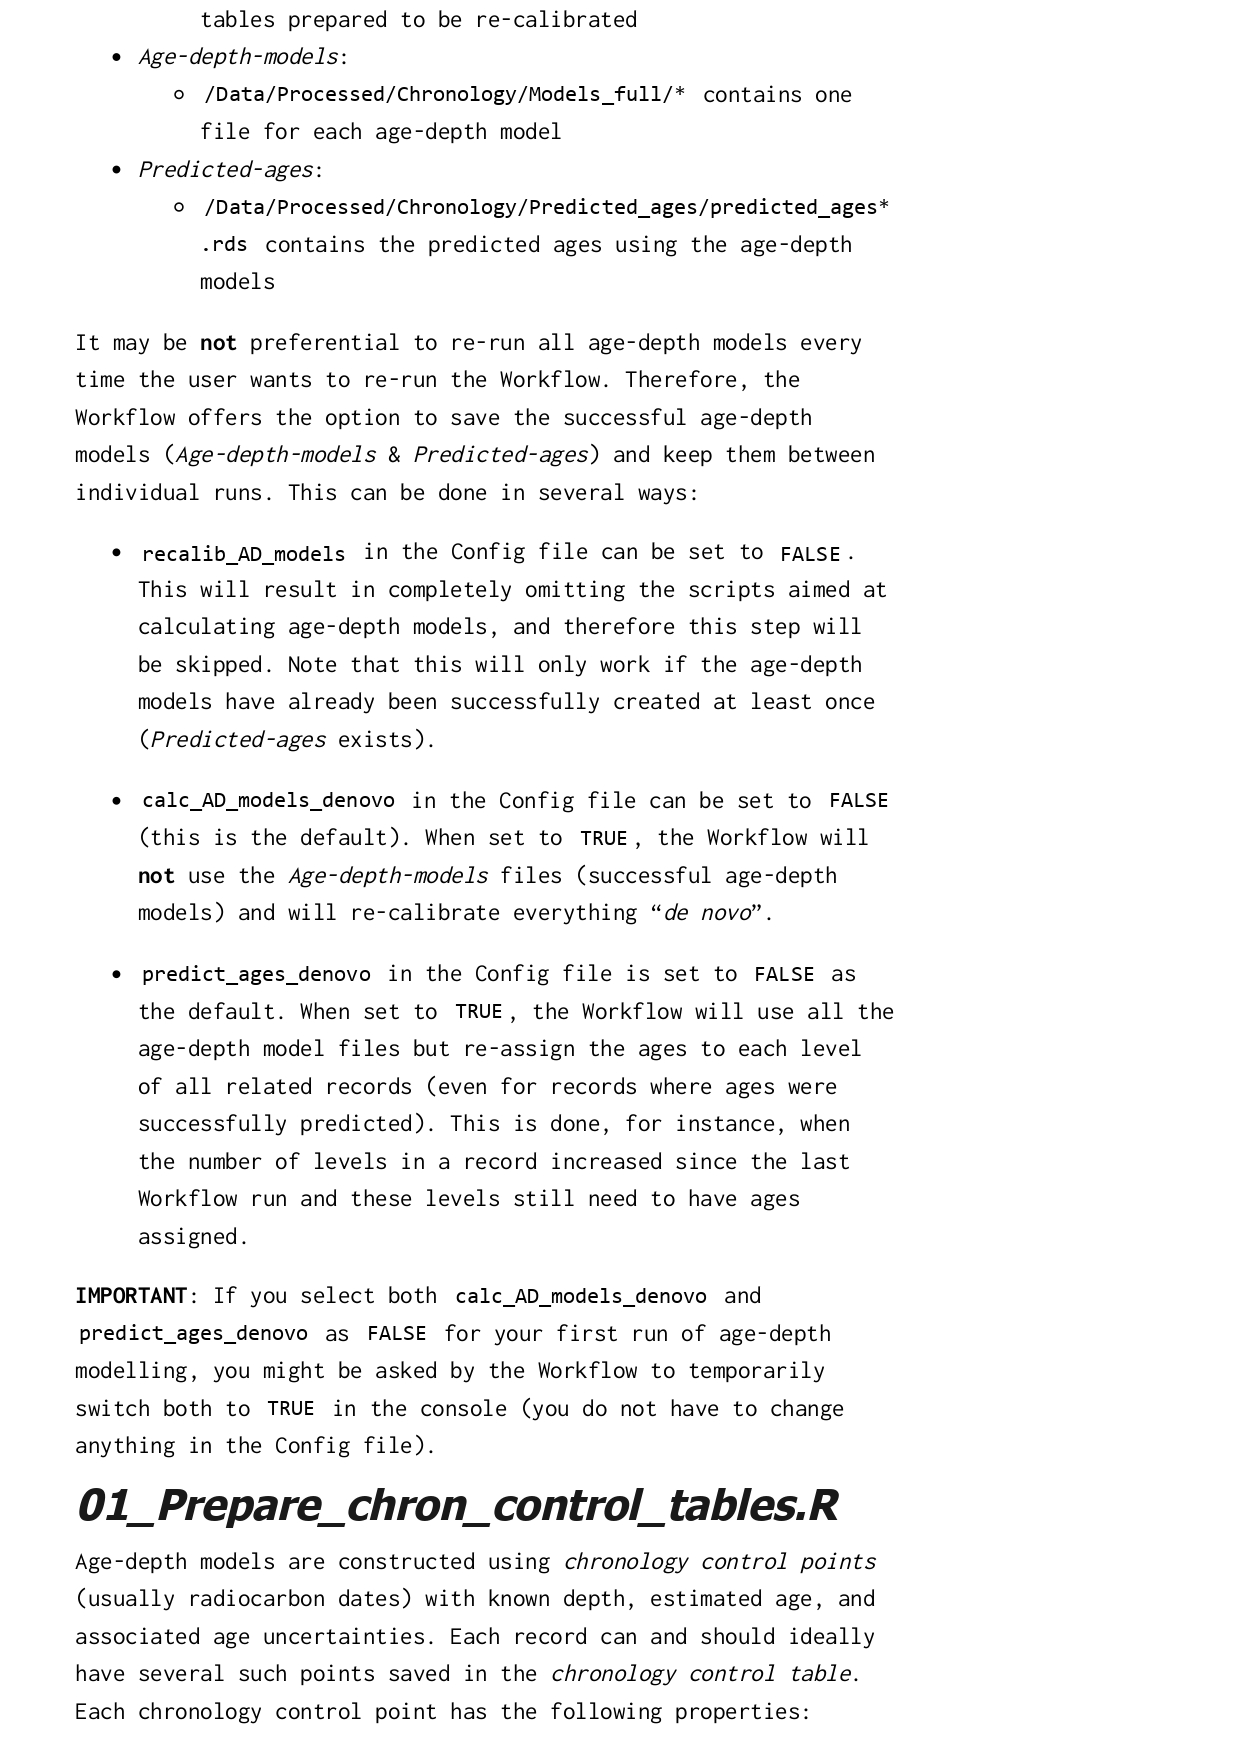 tables prepared to be re-calibrated
• Age-depth-models:
◦ /Data/Processed/Chronology/Models_full/* contains one
file for each age-depth model
• Predicted-ages:
◦ /Data/Processed/Chronology/Predicted_ages/predicted_ages*
.rds contains the predicted ages using the age-depth
models
It may be not preferential to re-run all age-depth models every
time the user wants to re-run the Workflow. Therefore, the
Workflow offers the option to save the successful age-depth
models (Age-depth-models & Predicted-ages) and keep them between
individual runs. This can be done in several ways:
• recalib_AD_models in the Config file can be set to FALSE.
This will result in completely omitting the scripts aimed at
calculating age-depth models, and therefore this step will
be skipped. Note that this will only work if the age-depth
models have already been successfully created at least once
(Predicted-ages exists).
• calc_AD_models_denovo in the Config file can be set to FALSE
(this is the default). When set to TRUE, the Workflow will
not use the Age-depth-models files (successful age-depth
models) and will re-calibrate everything “de novo”.
• predict_ages_denovo in the Config file is set to FALSE as
the default. When set to TRUE, the Workflow will use all the
age-depth model files but re-assign the ages to each level
of all related records (even for records where ages were
successfully predicted). This is done, for instance, when
the number of levels in a record increased since the last
Workflow run and these levels still need to have ages
assigned.
IMPORTANT: If you select both calc_AD_models_denovo and
predict_ages_denovo as FALSE for your first run of age-depth
modelling, you might be asked by the Workflow to temporarily
switch both to TRUE in the console (you do not have to change
anything in the Config file).
01_Prepare_chron_control_tables.R
Age-depth models are constructed using chronology control points
(usually radiocarbon dates) with known depth, estimated age, and
associated age uncertainties. Each record can and should ideally
have several such points saved in the chronology control table.
Each chronology control point has the following properties: